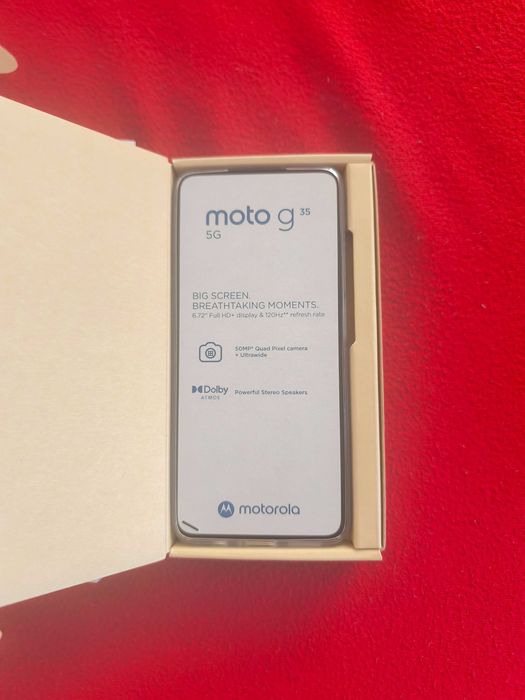 moto g 35
5G
BIG SCREEN.
BREATHTAKING MOMENTS.
6.72" Full HD+ display & 120Hz** refresh rate
50MP* Quad Pixel camera
+ Ultrawide
Dolby
ATMOS
Powerful Stereo Speakers
motorola